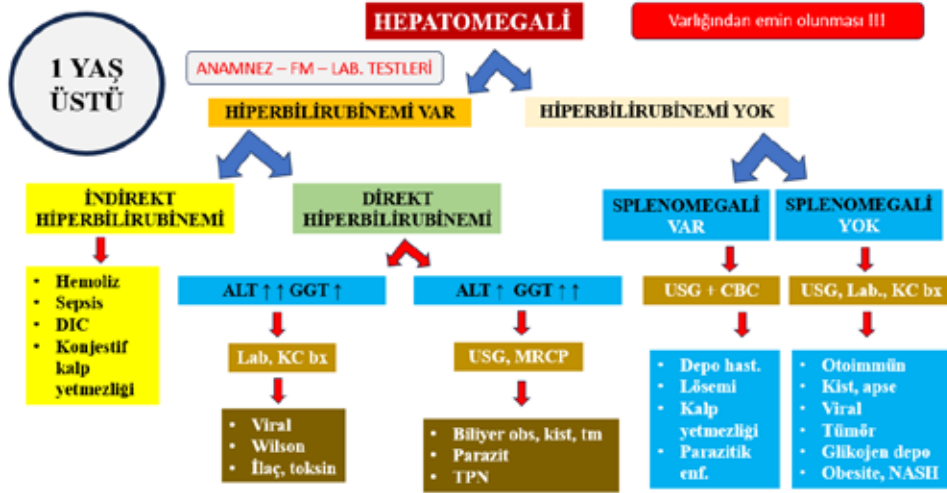 HEPATOMEGALİ
Varlığından emin olunması !!!
1 YAŞ
ÜSTÜ
ANAMNEZ – FM – LAB. TESTLERİ
HİPERBİLİRUBİNEMİ VAR
HİPERBİLİRUBİNEMİ YOK
İNDİREKT
HİPERBİLİRUBİNEMİ
DİREKT
HİPERBİLİRUBİNEMİ
SPLENOMEGALİ
VAR
SPLENOMEGALİ
YOK
• Hemoliz
• Sepsis
• DIC
• Konjestif
kalp
yetmezliği
ALT ↑ ↑ GGT ↑
ALT ↑ GGT ↑ ↑
USG + CBC
USG, Lab., KC bx
Lab, KC bx
USG, MRCP
• Viral
• Wilson
• İlaç, toksin
• Biliyer obs, kist, tm
• Parazit
• TPN
• Depo hast.
• Lösemi
• Kalp
yetmezliği
• Parazitik
enf.
• Otoimmün
• Kist, apse
• Viral
• Tümör
• Glikojen depo
• Obesite, NASH